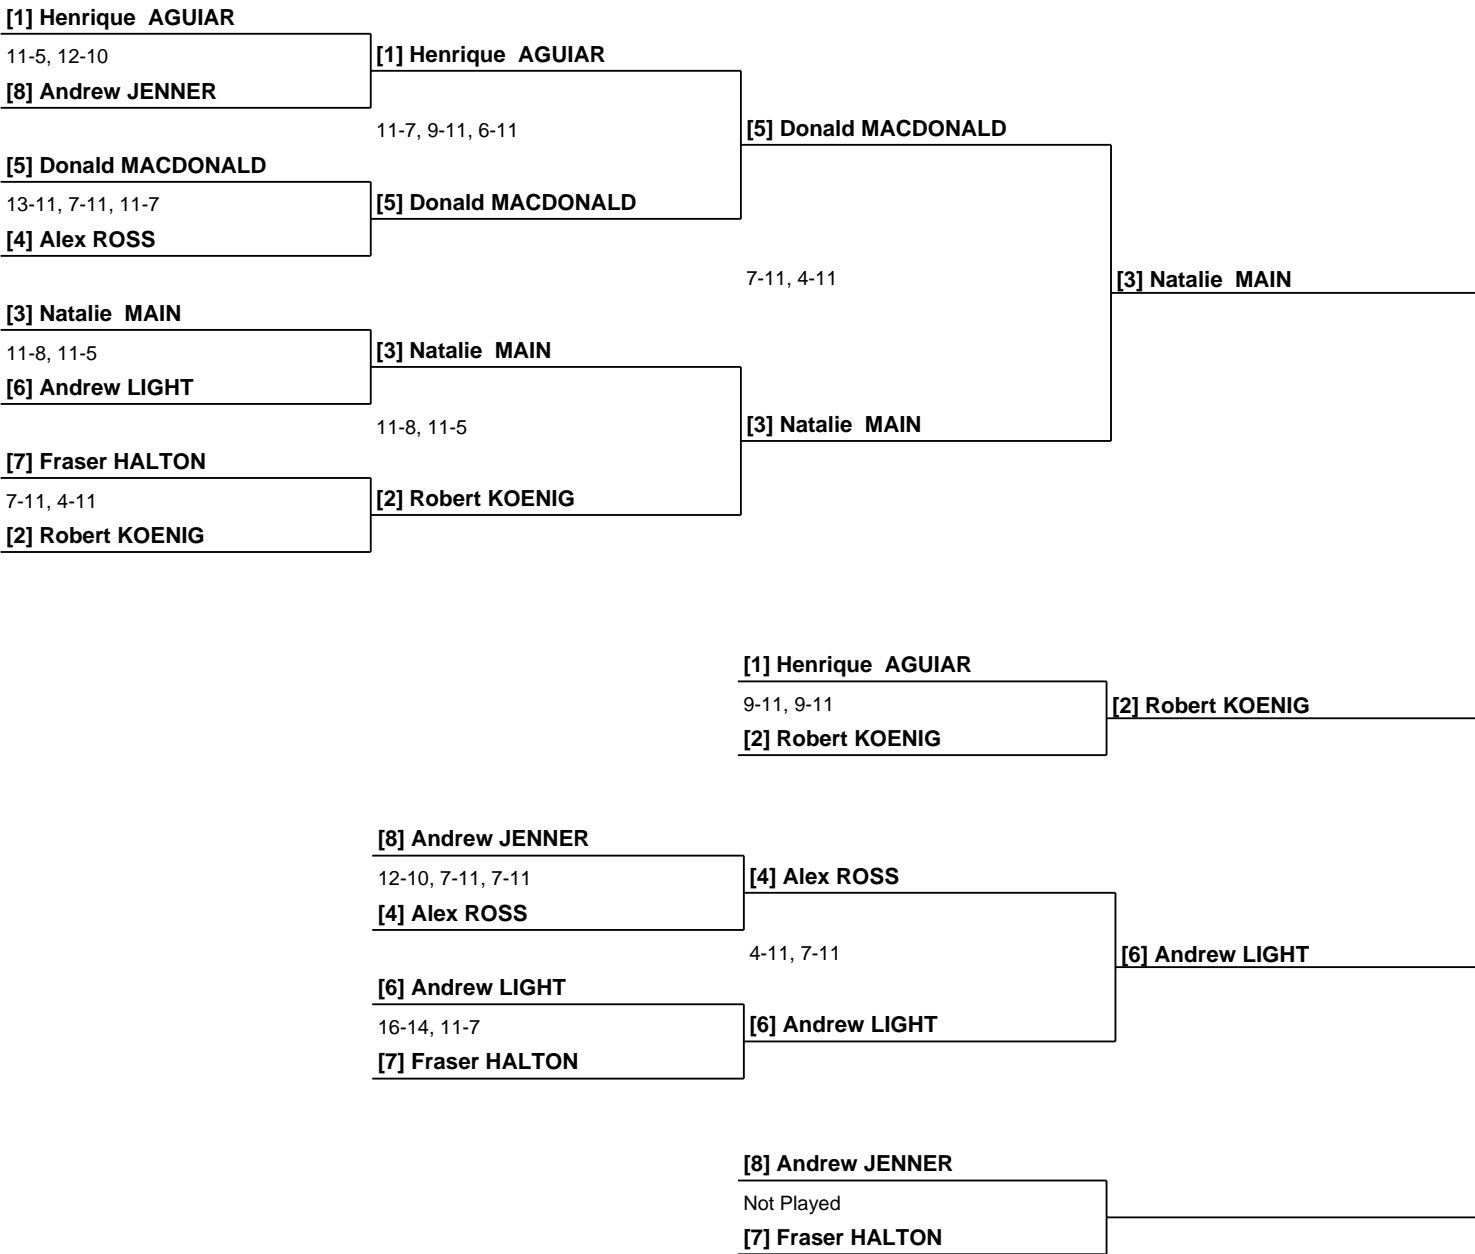 [1] Henrique  AGUIAR
11-5, 12-10
[8] Andrew JENNER
[1] Henrique  AGUIAR
11-7, 9-11, 6-11
[5] Donald MACDONALD
[5] Donald MACDONALD
13-11, 7-11, 11-7
[4] Alex ROSS
[5] Donald MACDONALD
7-11, 4-11
[3] Natalie  MAIN
[3] Natalie  MAIN
11-8, 11-5
[6] Andrew LIGHT
[3] Natalie  MAIN
11-8, 11-5
[3] Natalie  MAIN
[7] Fraser HALTON
7-11, 4-11
[2] Robert KOENIG
[2] Robert KOENIG
[1] Henrique  AGUIAR
9-11, 9-11
[2] Robert KOENIG
[2] Robert KOENIG
[8] Andrew JENNER
12-10, 7-11, 7-11
[4] Alex ROSS
[4] Alex ROSS
4-11, 7-11
[6] Andrew LIGHT
[6] Andrew LIGHT
16-14, 11-7
[7] Fraser HALTON
[6] Andrew LIGHT
[8] Andrew JENNER
Not Played
[7] Fraser HALTON